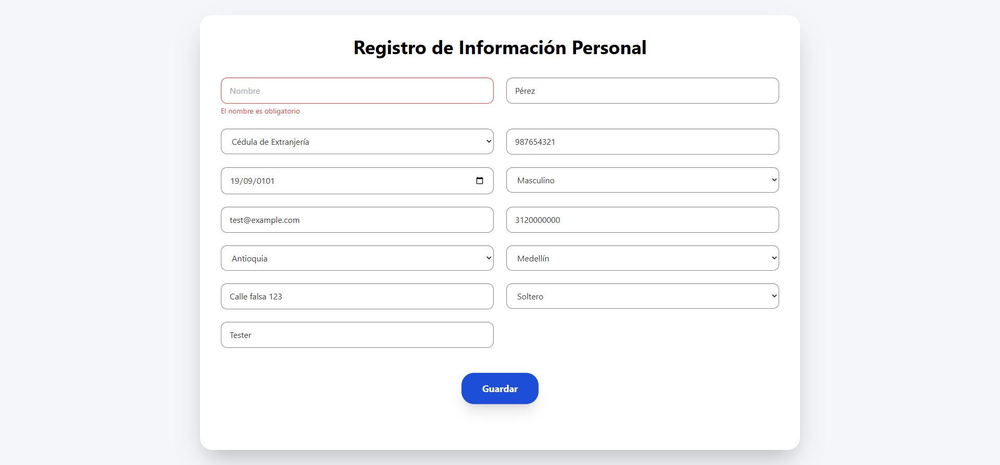 Registro de Información Personal
Nombre
Pérez
El nombre es obligatorio
Cédula de Extranjería
987654321
19/09/0101
Masculino
test@example.com
3120000000
Antioquia
Medellín
Calle falsa 123
Soltero
Tester
Guardar